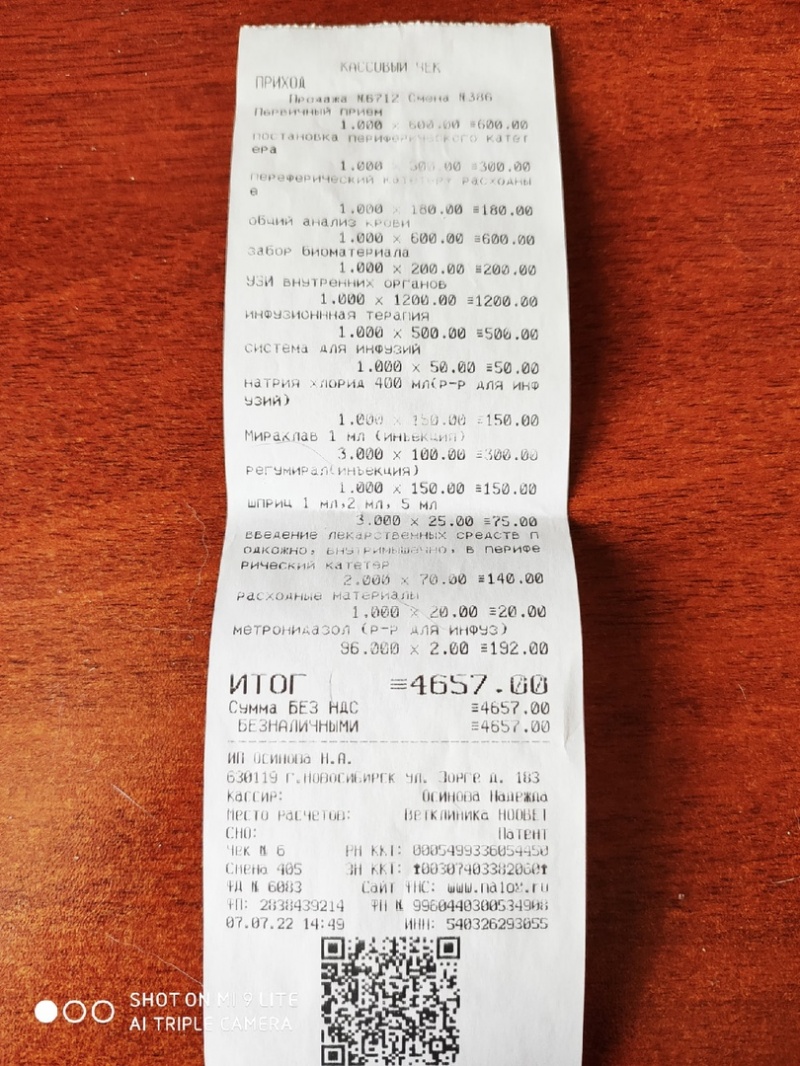 КАССОВЫЙ ЧЕК
ПРИХОД
Продажа №6712 Смена №386
Первичный прием
1.000 × 600.00 ≡600.00
постановка периферического катет
ера
1.000 × 300.00 ≡300.00
переферический катетер+ расходны
е
1.000 × 180.00 ≡180.00
общий анализ крови
1.000 × 600.00 ≡600.00
забор биоматериала
1.000 × 200.00 ≡200.00
УЗИ внутренних органов
1.000 × 1200.00 ≡1200.00
инфузионнная терапия
1.000 × 500.00 ≡500.00
система для инфузий
1.000 × 50.00 ≡50.00
натрия хлорид 400 мл(р-р для инф
узий)
1.000 × 150.00 ≡150.00
Мираклав 1 мл (инъекция)
3.000 × 100.00 ≡300.00
регумирал(инъекция)
1.000 × 150.00 ≡150.00
шприц 1 мл,2 мл, 5 мл
3.000 × 25.00 ≡75.00
введение лекарственных средств п
одкожно, внутримышечно, в перифе
рический катетер
2.000 × 70.00 ≡140.00
расходные материалы
1.000 × 20.00 ≡20.00
метронидазол (р-р для инфуз)
96.000 × 2.00 ≡192.00
ИТОГ ≡4657.00
Сумма БЕЗ НДС ≡4657.00
БЕЗНАЛИЧНЫМИ ≡4657.00
ИП Осинова Н.А.
630119 г.Новосибирск ул. Зорге д. 183
Кассир: Осинова Надежда
Место расчетов: Ветклиника НООВЕТ
СНО: Патент
Чек № 6 РН ККТ: 0005499336054450
Смена 405 ЗН ККТ: ↑00307403382060↑
ФД № 6083 Сайт ФНС: www.nalog.ru
ФП: 2838439214 ФН № 9960440300534908
07.07.22 14:49 ИНН: 540326293055
SHOT ON MI 9 LITE
AI TRIPLE CAMERA